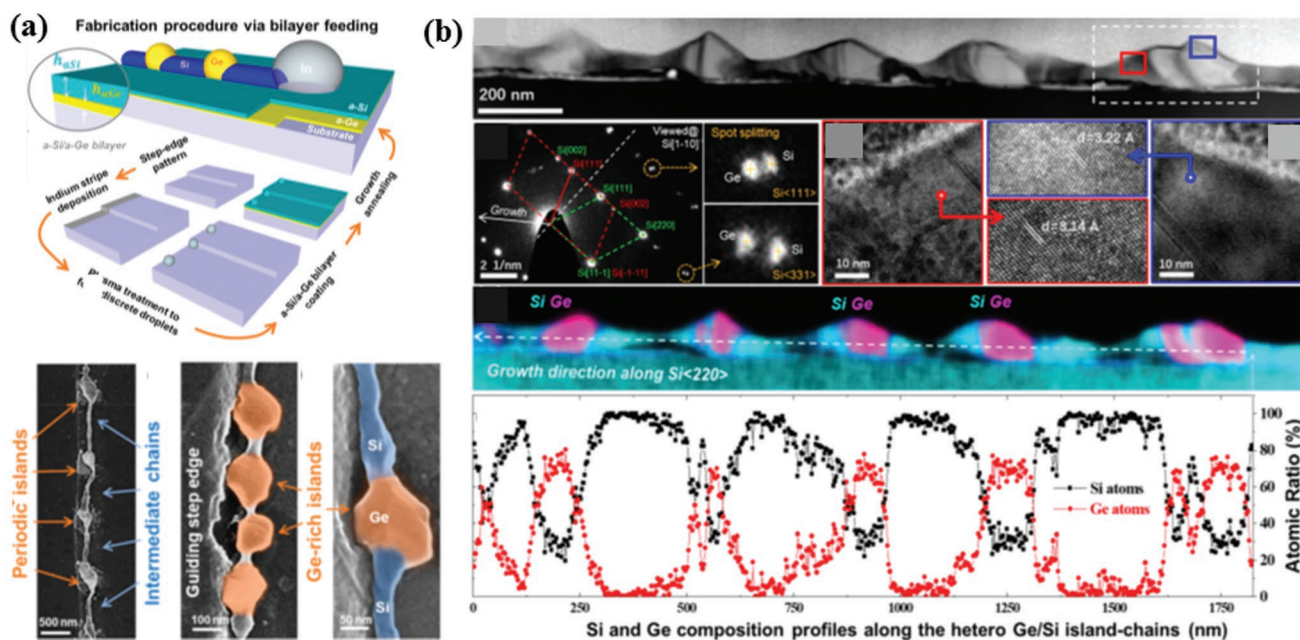 (a)
Fabrication procedure via bilayer feeding
Si
Ge
In
a-Si
a-Ge
Substrate
a-Si/a-Ge bilayer
Step-edge
pattern
Indium stripe
deposition
discrete droplets
a-Si/a-Ge bilayer
coating
Growth
annealing
Periodic islands
Intermediate chains
500 nm
Guiding step edge
100 nm
Ge-rich islands
Si
Ge
Si
50 nm
(b)
200 nm
Viewed@
Si[1-10]
Si[002]
Si[111]
Si[111]
Si[002]
Si[220]
Growth
Si[11-1]
Si[-1-11]
2 1/nm
Spot splitting
Si
Ge
Si<111>
Ge
Si
Si<331>
10 nm
d=3.22 Å
10 nm
Si Ge
Si Ge
Si Ge
Growth direction along Si<220>
Si atoms
Ge atoms
100
80
60
40
20
0
Atomic Ratio (%)
0
250
500
750
1000
1250
1500
1750
Si and Ge composition profiles along the hetero Ge/Si island-chains (nm)